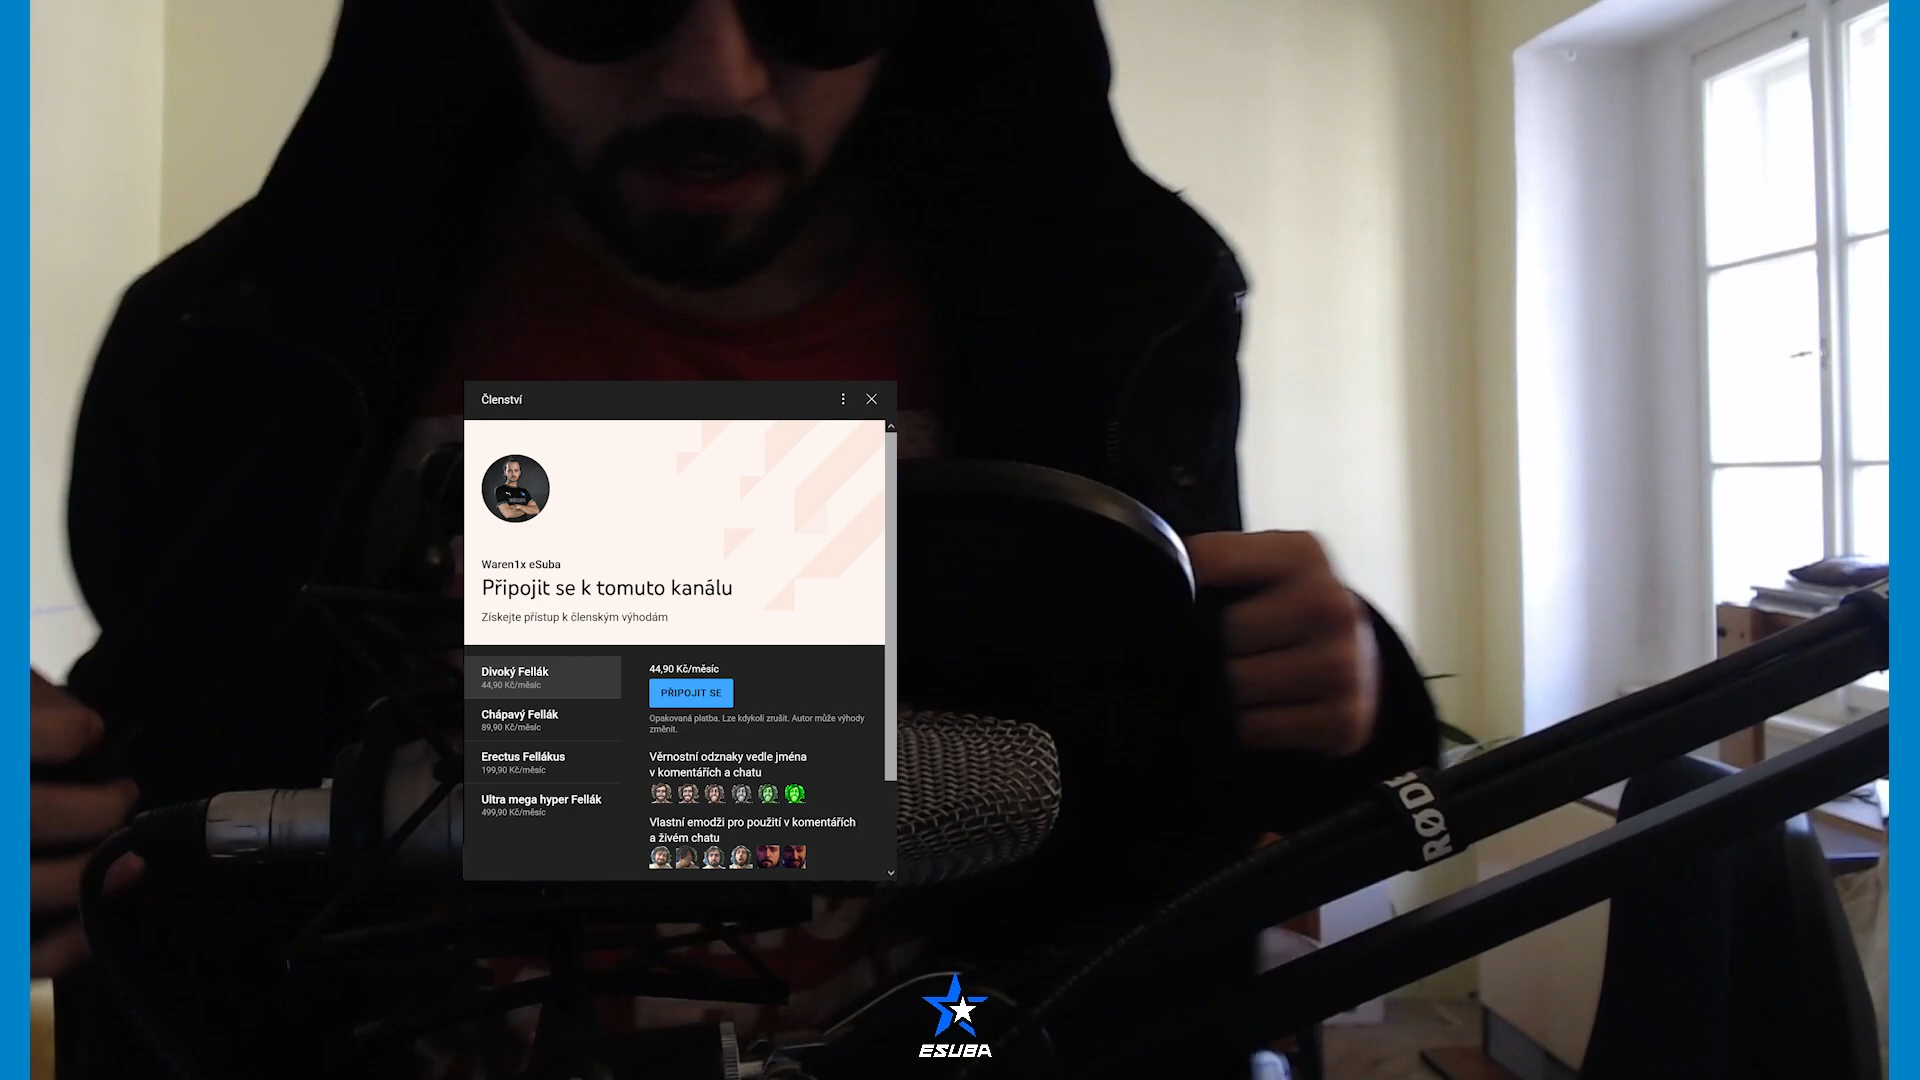 Členství
Waren1x eSuba
Připojit se k tomuto kanálu
Získejte přístup k členským výhodám
Divoký Fellák
44,90 Kč/měsíc
Chápavý Fellák
89,90 Kč/měsíc
Erectus Fellákus
199,90 Kč/měsíc
Ultra mega hyper Fellák
499,90 Kč/měsíc
44,90 Kč/měsíc
PŘIPOJIT SE
Opakovaná platba. Lze kdykoli zrušit. Autor může výhody
změnit.
Věrnostní odznaky vedle jména
v komentářích a chatu
Vlastní emodži pro použití v komentářích
a živém chatu
RØDE
ESUBA